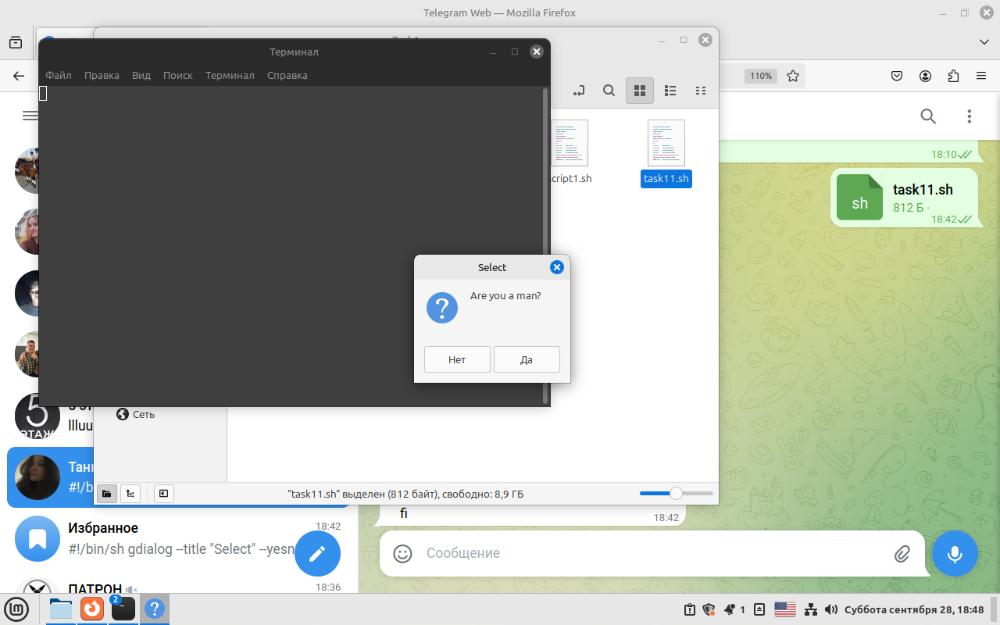 Telegram Web — Mozilla Firefox
Терминал
Файл Правка Вид Поиск Терминал Справка
110%
script1.sh
task11.sh
18:10
sh
task11.sh
812 Б ·
18:42
Select
Are you a man?
Нет
Да
Сеть
5
ЭТАЖ
llluu
Танн
#!/b
"task11.sh" выделен (812 байт), свободно: 8,9 ГБ
fi
18:42
Избранное
18:42
#!/bin/sh gdialog --title "Select" --yesn
Сообщение
ПАТРОН
18:36
2
1
Суббота сентября 28, 18:48